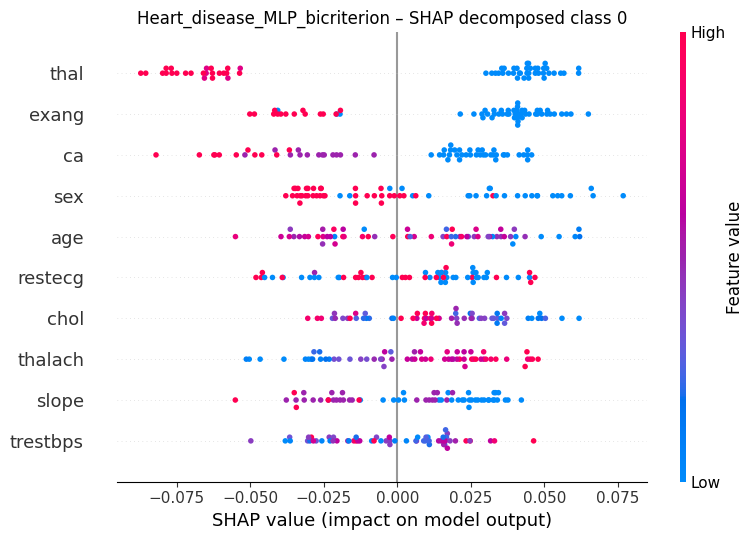 Heart_disease_MLP_bicriterion – SHAP decomposed class 0
High
thal
exang
ca
sex
age
restecg
chol
thalach
slope
trestbps
Feature value
Low
−0.075 −0.050 −0.025 0.000 0.025 0.050 0.075
SHAP value (impact on model output)